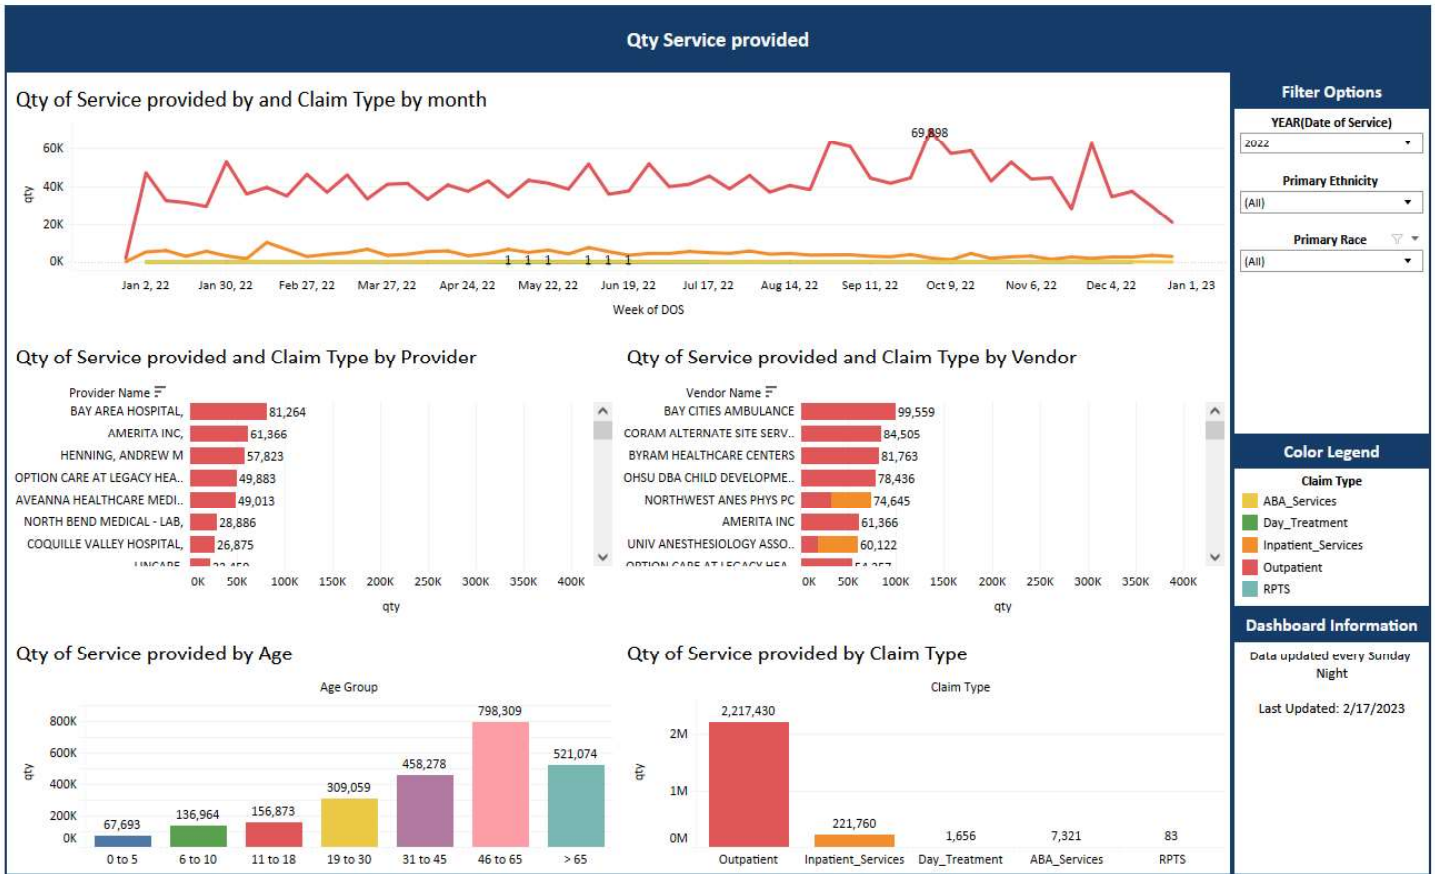 Qty Service provided
Qty of Service provided by and Claim Type by month
69,898
60K
40K
20K
0K
qty
1 1 1 1 1 1
Jan 2, 22 Jan 30, 22 Feb 27, 22 Mar 27, 22 Apr 24, 22 May 22, 22 Jun 19, 22 Jul 17, 22 Aug 14, 22 Sep 11, 22 Oct 9, 22 Nov 6, 22 Dec 4, 22 Jan 1, 23
Week of DOS
Filter Options
YEAR(Date of Service)
2022
Primary Ethnicity
(All)
Primary Race
(All)
Qty of Service provided and Claim Type by Provider
Provider Name
BAY AREA HOSPITAL, 81,264
AMERITA INC, 61,366
HENNING, ANDREW M 57,823
OPTION CARE AT LEGACY HEA.. 49,883
AVEANNA HEALTHCARE MEDI.. 49,013
NORTH BEND MEDICAL - LAB, 28,886
COQUILLE VALLEY HOSPITAL, 26,875
0K 50K 100K 150K 200K 250K 300K 350K 400K
qty
Qty of Service provided and Claim Type by Vendor
Vendor Name
BAY CITIES AMBULANCE 99,559
CORAM ALTERNATE SITE SERV.. 84,505
BYRAM HEALTHCARE CENTERS 81,763
OHSU DBA CHILD DEVELOPME.. 78,436
NORTHWEST ANES PHYS PC 74,645
AMERITA INC 61,366
UNIV ANESTHESIOLOGY ASSO.. 60,122
OPTION CARE AT LEGACY HEA..
0K 50K 100K 150K 200K 250K 300K 350K 400K
qty
Color Legend
Claim Type
ABA_Services
Day_Treatment
Inpatient_Services
Outpatient
RPTS
Dashboard Information
Data updated every Sunday
Night
Last Updated: 2/17/2023
Qty of Service provided by Age
Age Group
800K
600K
400K
200K
0K
qty
67,693 136,964 156,873 309,059 458,278 798,309 521,074
0 to 5 6 to 10 11 to 18 19 to 30 31 to 45 46 to 65 > 65
Qty of Service provided by Claim Type
Claim Type
2M
1M
0M
qty
2,217,430 221,760 1,656 7,321 83
Outpatient Inpatient_Services Day_Treatment ABA_Services RPTS